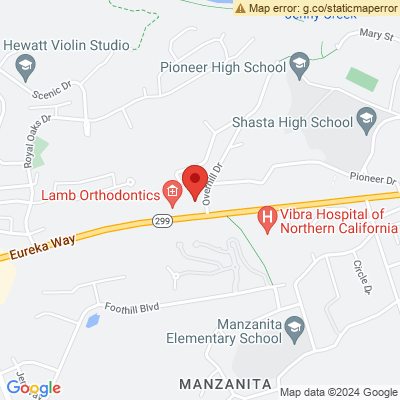 Map error: g.co/staticmaperror
Jenny Creek
Mary St
Hewatt Violin Studio
Scenic Dr
Pioneer High School
Shasta High School
Royal Oaks Dr
Overhill Dr
Pioneer Dr
Lamb Orthodontics
299
Eureka Way
Vibra Hospital of
Northern California
Circle Dr
Foothill Blvd
Manzanita
Elementary School
MANZANITA
Google
Map data ©2024 Google